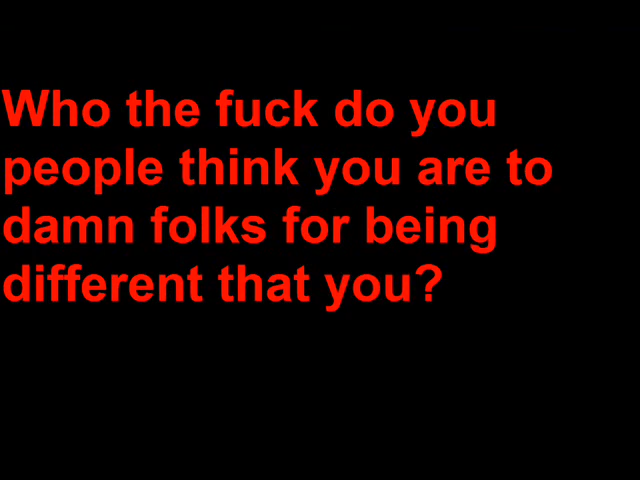 Who the fuck do you
people think you are to
damn folks for being
different that you?